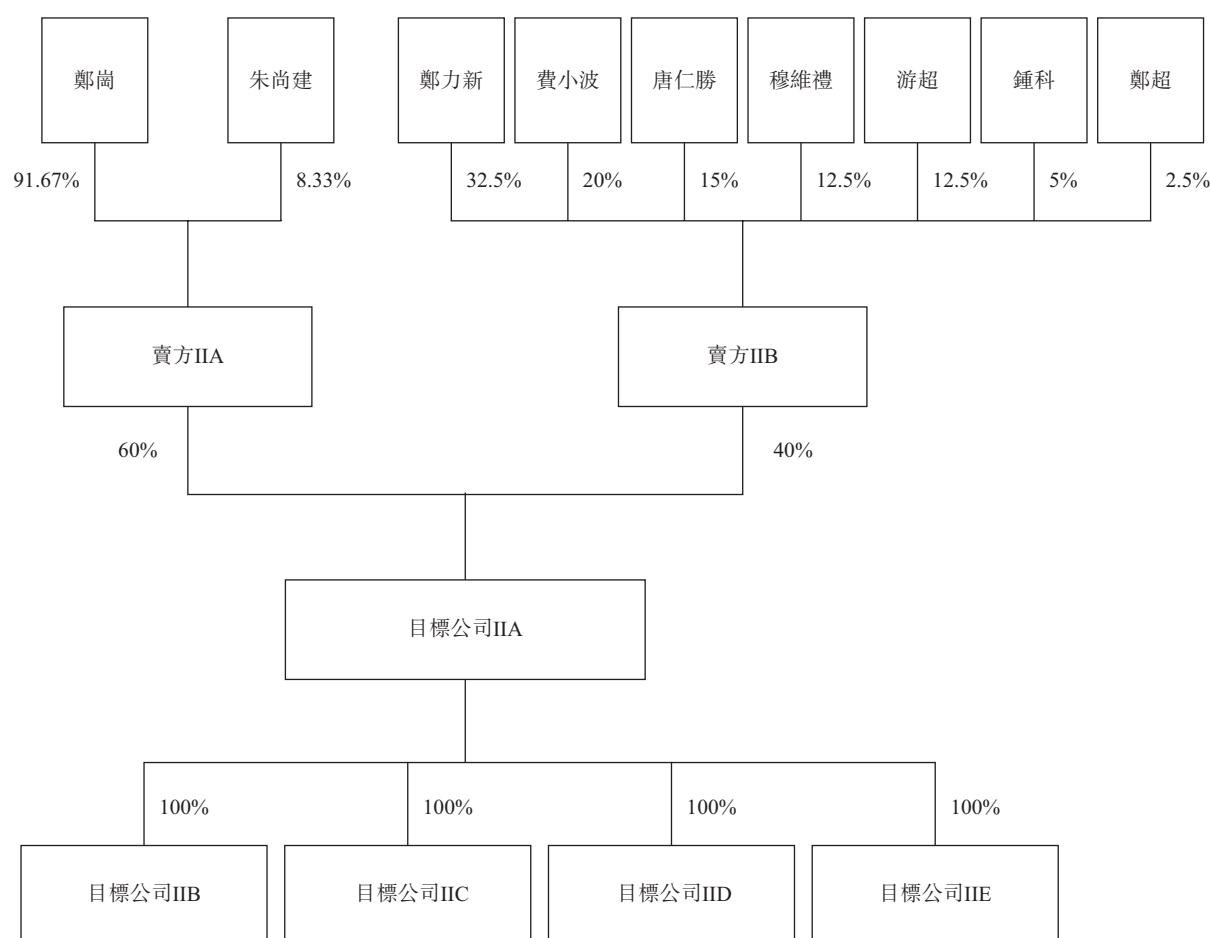 鄭崗
朱尚建
鄭力新
費小波
唐仁勝
穆維禮
游超
鍾科
鄭超
91.67%
8.33%
32.5%
20%
15%
12.5%
12.5%
5%
2.5%
賣方IIA
賣方IIB
60%
40%
目標公司IIA
100%
100%
100%
100%
目標公司IIB
目標公司IIC
目標公司IID
目標公司IIE